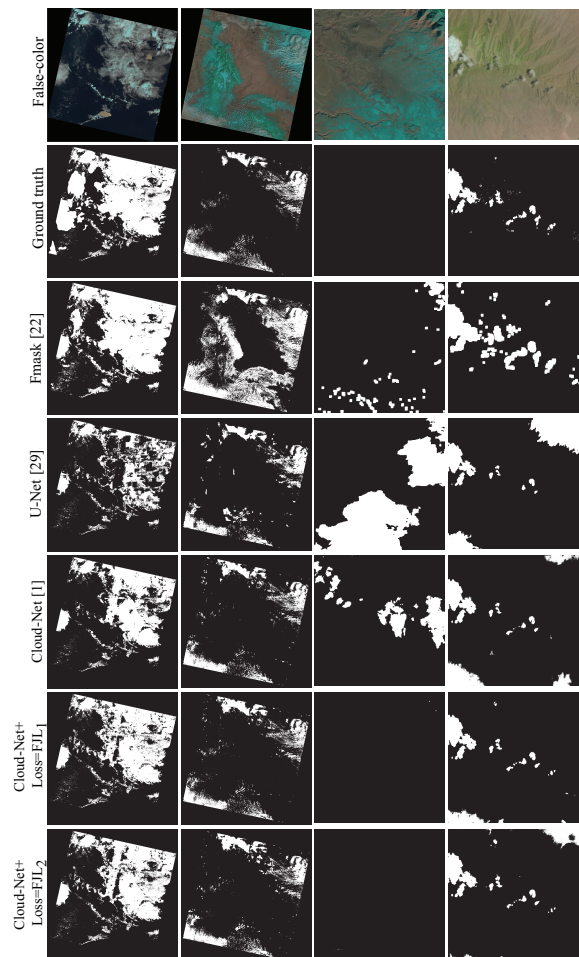 False-color
Ground truth
Fmask [22]
U-Net [29]
Cloud-Net [1]
Cloud-Net+
Loss=FJL1
Cloud-Net+
Loss=FJL2